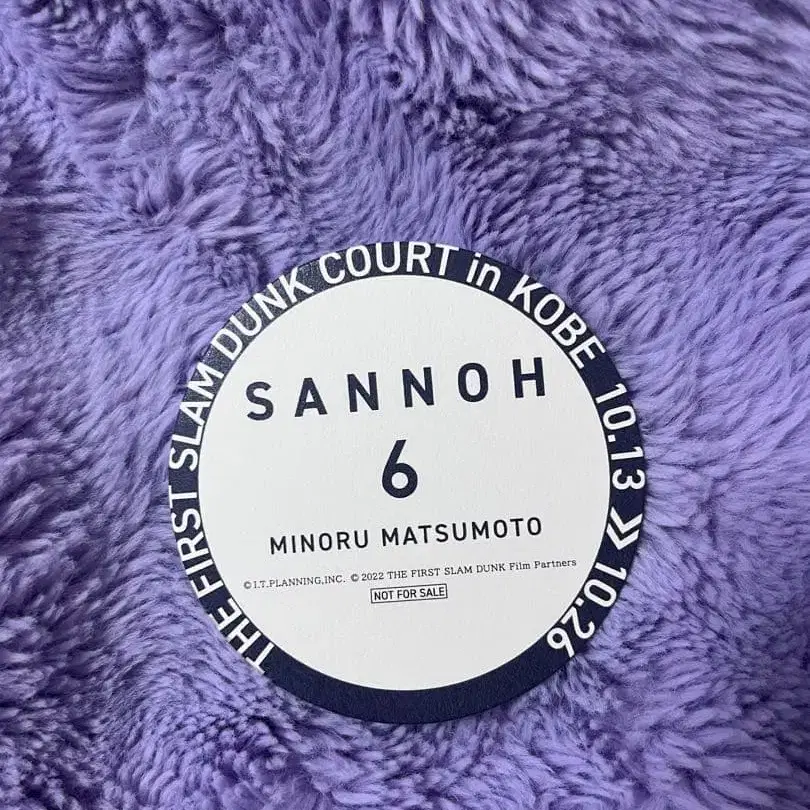 THE FIRST SLAM DUNK COURT in KOBE 10.13 》 10.26
SANNOH
6
MINORU MATSUMOTO
© I.T.PLANNING,INC. © 2022 THE FIRST SLAM DUNK Film Partners
NOT FOR SALE